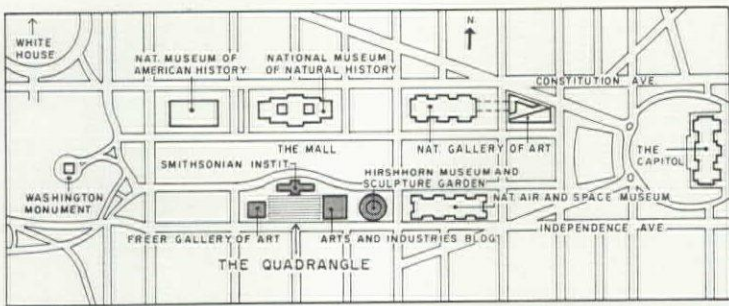 WHITE
HOUSE
N
NAT. MUSEUM OF
AMERICAN HISTORY
NATIONAL MUSEUM
OF NATURAL HISTORY
CONSTITUTION AVE.
THE MALL
NAT. GALLERY OF ART
THE
CAPITOL
SMITHSONIAN INSTIT.
HIRSHHORN MUSEUM AND
SCULPTURE GARDEN
WASHINGTON
MONUMENT
NAT. AIR AND SPACE MUSEUM
FREER GALLERY OF ART
ARTS AND INDUSTRIES BLDG.
INDEPENDENCE AVE.
THE QUADRANGLE